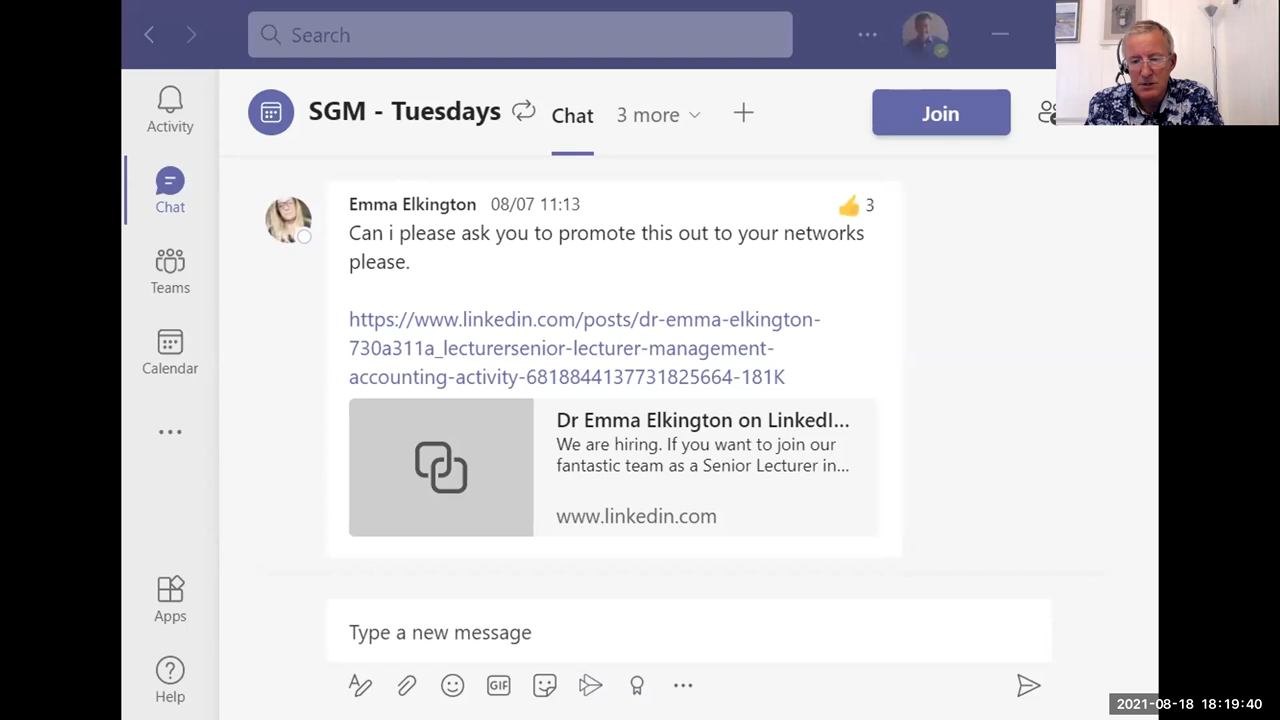 Search
Activity
Chat
Teams
Calendar
Apps
Help
SGM - Tuesdays
Chat
3 more
Join
Emma Elkington 08/07 11:13
3
Can i please ask you to promote this out to your networks
please.
https://www.linkedin.com/posts/dr-emma-elkington-
730a311a_lecturersenior-lecturer-management-
accounting-activity-6818844137731825664-181K
Dr Emma Elkington on LinkedI...
We are hiring. If you want to join our
fantastic team as a Senior Lecturer in...
www.linkedin.com
Type a new message
GIF
2021-08-18 18:19:40